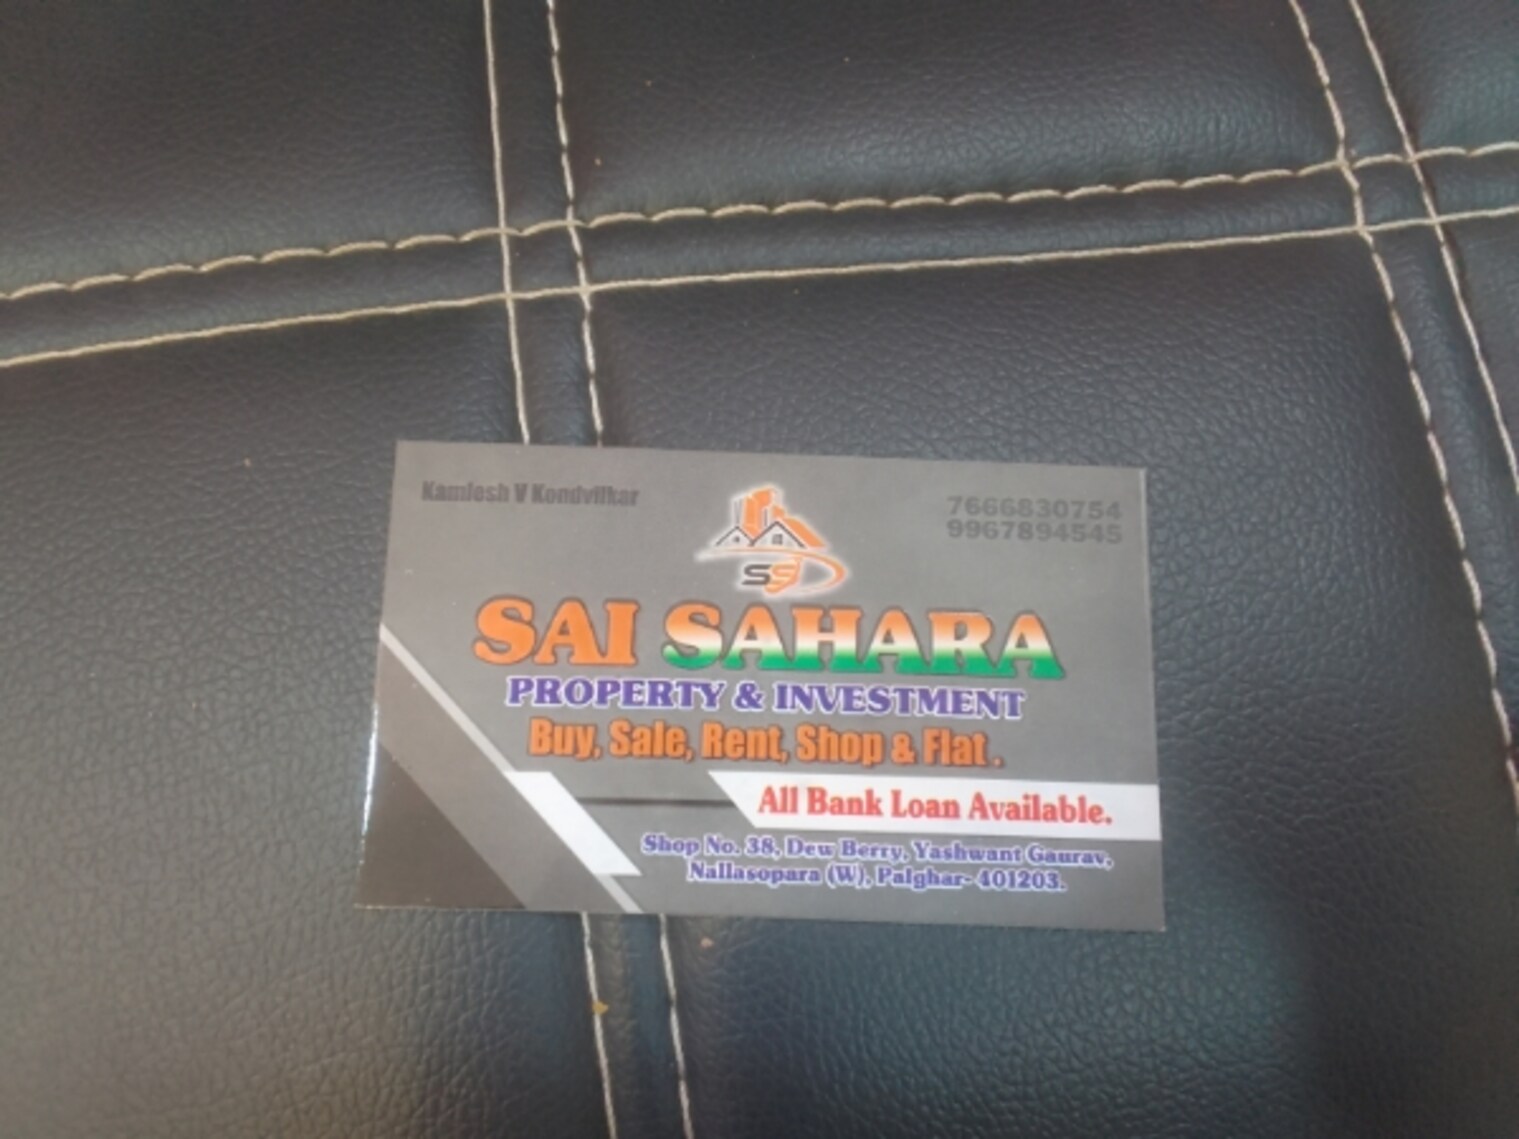 Kamlesh V Kondvilkar
7666830754
9967894545
SS
SAI SAHARA
PROPERTY & INVESTMENT
Buy, Sale, Rent, Shop & Flat .
All Bank Loan Available.
Shop No. 38, Dew Berry, Yashwant Gaurav,
Nallasopara (W), Palghar- 401203.